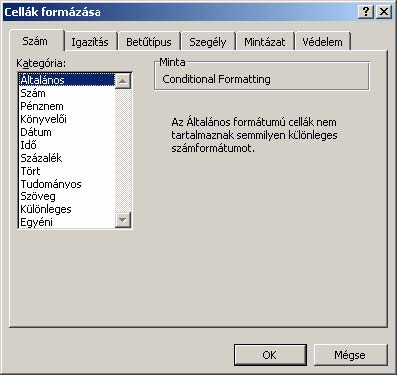 Cellák formázása
Szám Igazítás Betűtípus Szegély Mintázat Védelem
Kategória:
Általános
Szám
Pénznem
Könyvelői
Dátum
Idő
Százalék
Tört
Tudományos
Szöveg
Különleges
Egyéni
Minta
Conditional Formatting
Az Általános formátumú cellák nem
tartalmaznak semmilyen különleges
számformátumot.
OK Mégse